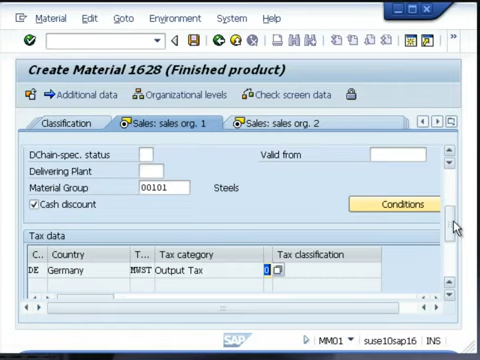 Material Edit Goto Environment System Help
Create Material 1628 (Finished product)
Additional data Organizational levels Check screen data
Classification Sales: sales org. 1 Sales: sales org. 2
DChain-spec. status Valid from
Delivering Plant
Material Group 00101 Steels
Cash discount Conditions
Tax data
C.. Country T... Tax category Tax classification
DE Germany MWST Output Tax 0
SAP MM01 suse10sap16 INS